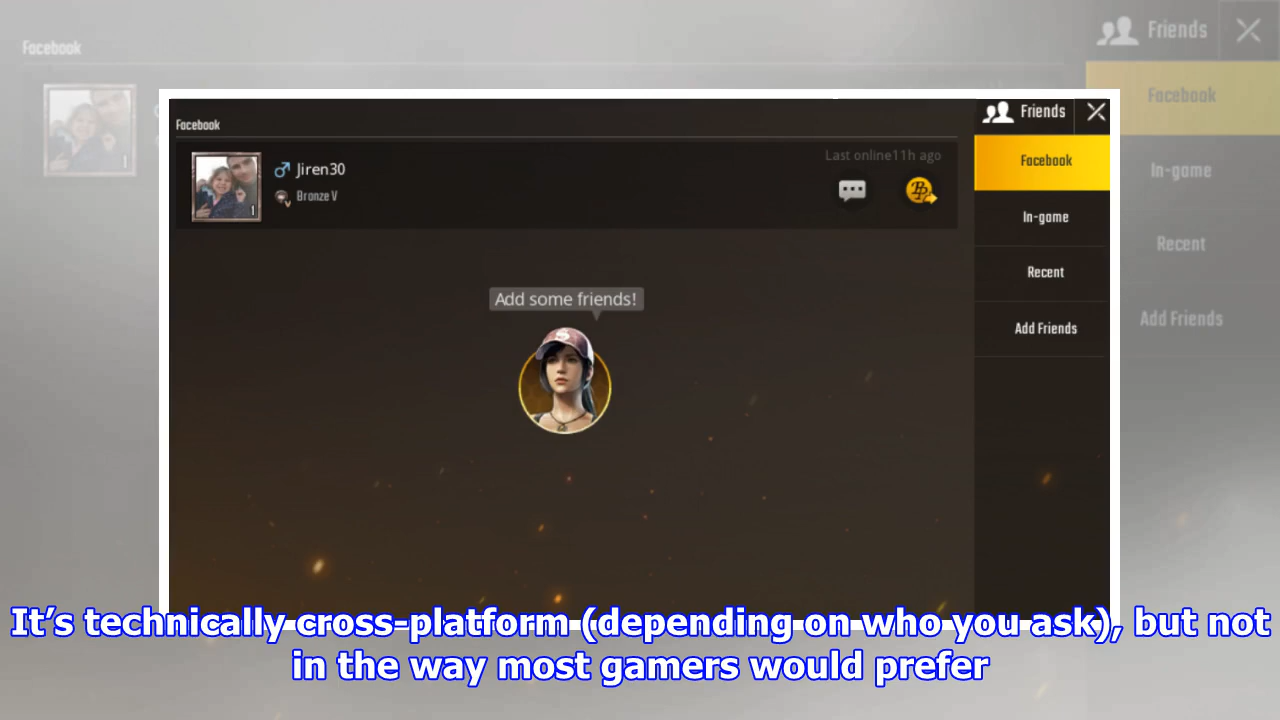 Facebook
Friends
Facebook
In-game
Recent
Add Friends
Facebook
Jiren30
Bronze V
1
Last online11h ago
Add some friends!
Friends
Facebook
In-game
Recent
Add Friends
It's technically cross-platform (depending on who you ask), but not
in the way most gamers would prefer